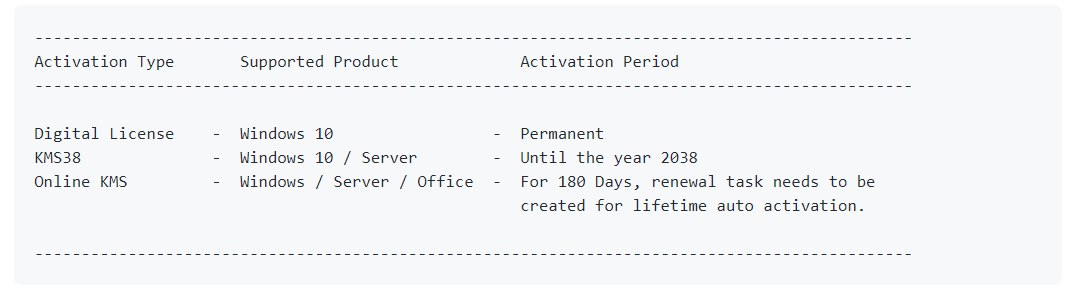 ----------------------------------------------------------------------------------------------
Activation Type       Supported Product             Activation Period
----------------------------------------------------------------------------------------------
Digital License    -  Windows 10                 -  Permanent
KMS38              -  Windows 10 / Server        -  Until the year 2038
Online KMS         -  Windows / Server / Office  -  For 180 Days, renewal task needs to be
                                                    created for lifetime auto activation.
----------------------------------------------------------------------------------------------